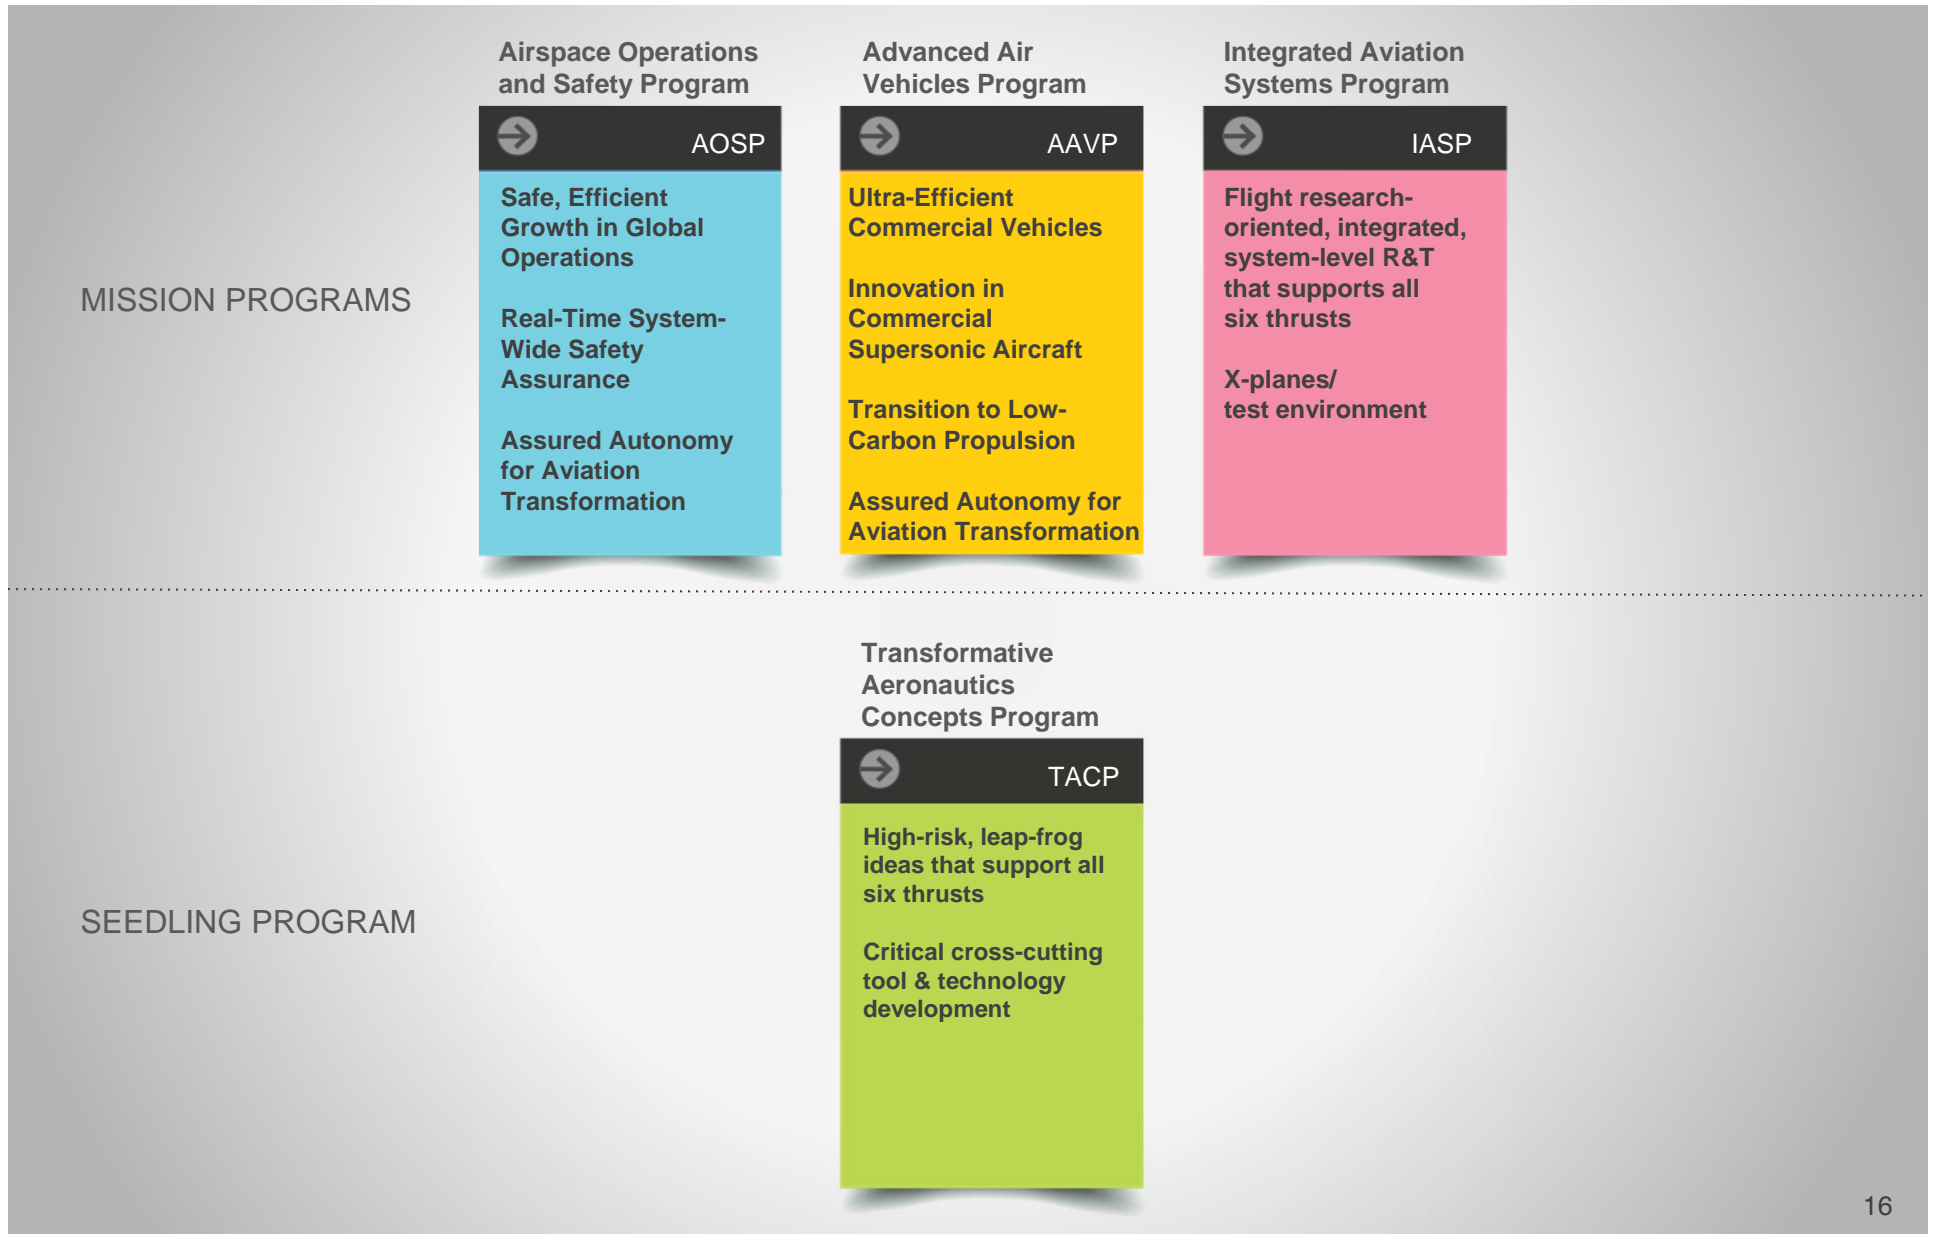 Airspace Operations
and Safety Program
AOSP
Safe, Efficient
Growth in Global
Operations
Real-Time System-
Wide Safety
Assurance
Assured Autonomy
for Aviation
Transformation
Advanced Air
Vehicles Program
AAVP
Ultra-Efficient
Commercial Vehicles
Innovation in
Commercial
Supersonic Aircraft
Transition to Low-
Carbon Propulsion
Assured Autonomy for
Aviation Transformation
Integrated Aviation
Systems Program
IASP
Flight research-
oriented, integrated,
system-level R&T
that supports all
six thrusts
X-planes/
test environment
MISSION PROGRAMS
Transformative
Aeronautics
Concepts Program
TACP
High-risk, leap-frog
ideas that support all
six thrusts
Critical cross-cutting
tool & technology
development
SEEDLING PROGRAM
16